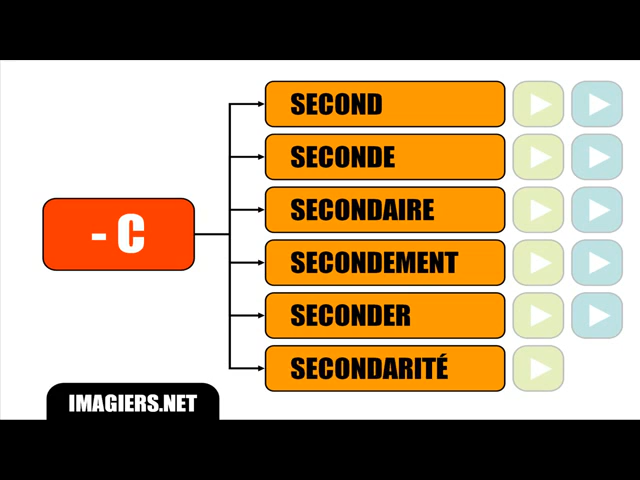 - C
SECOND
SECONDE
SECONDAIRE
SECONDEMENT
SECONDER
SECONDARITÉ
IMAGIERS.NET